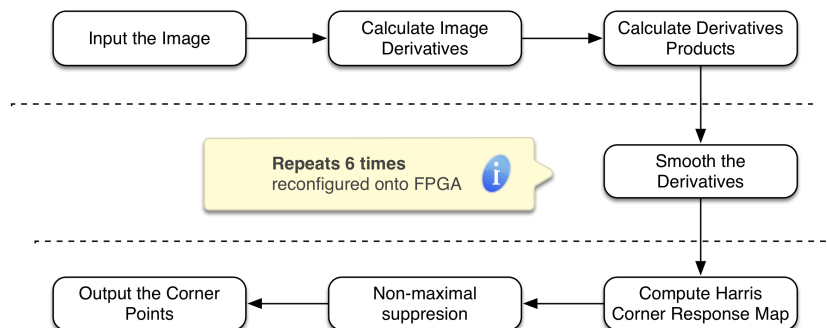 Input the Image
Calculate Image
Derivatives
Calculate Derivatives
Products
Repeats 6 times
reconfigured onto FPGA
i
Smooth the
Derivatives
Output the Corner
Points
Non-maximal
suppresion
Compute Harris
Corner Response Map